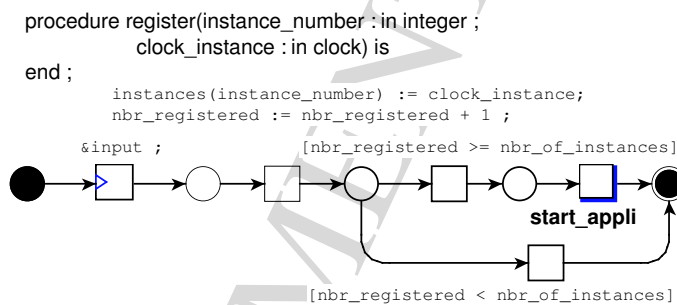 procedure register(instance_number : in integer ;
clock_instance : in clock) is
end ;
instances(instance_number) := clock_instance;
nbr_registered := nbr_registered + 1 ;
&input ;
[nbr_registered >= nbr_of_instances]
start_appli
[nbr_registered < nbr_of_instances]